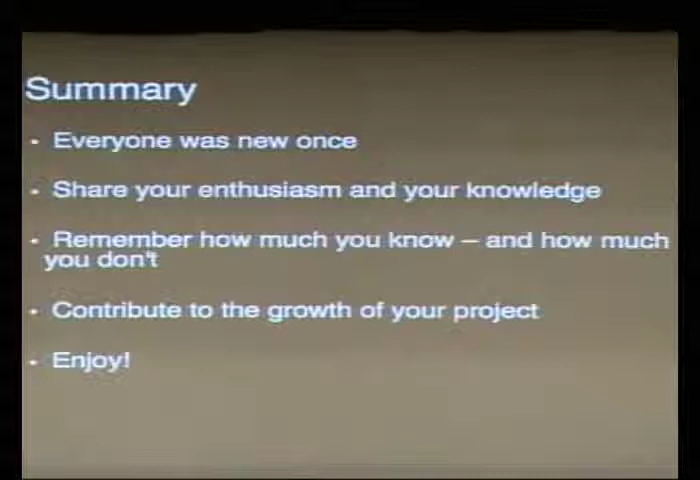 Summary
• Everyone was new once
• Share your enthusiasm and your knowledge
• Remember how much you know – and how much
you don't
• Contribute to the growth of your project
• Enjoy!